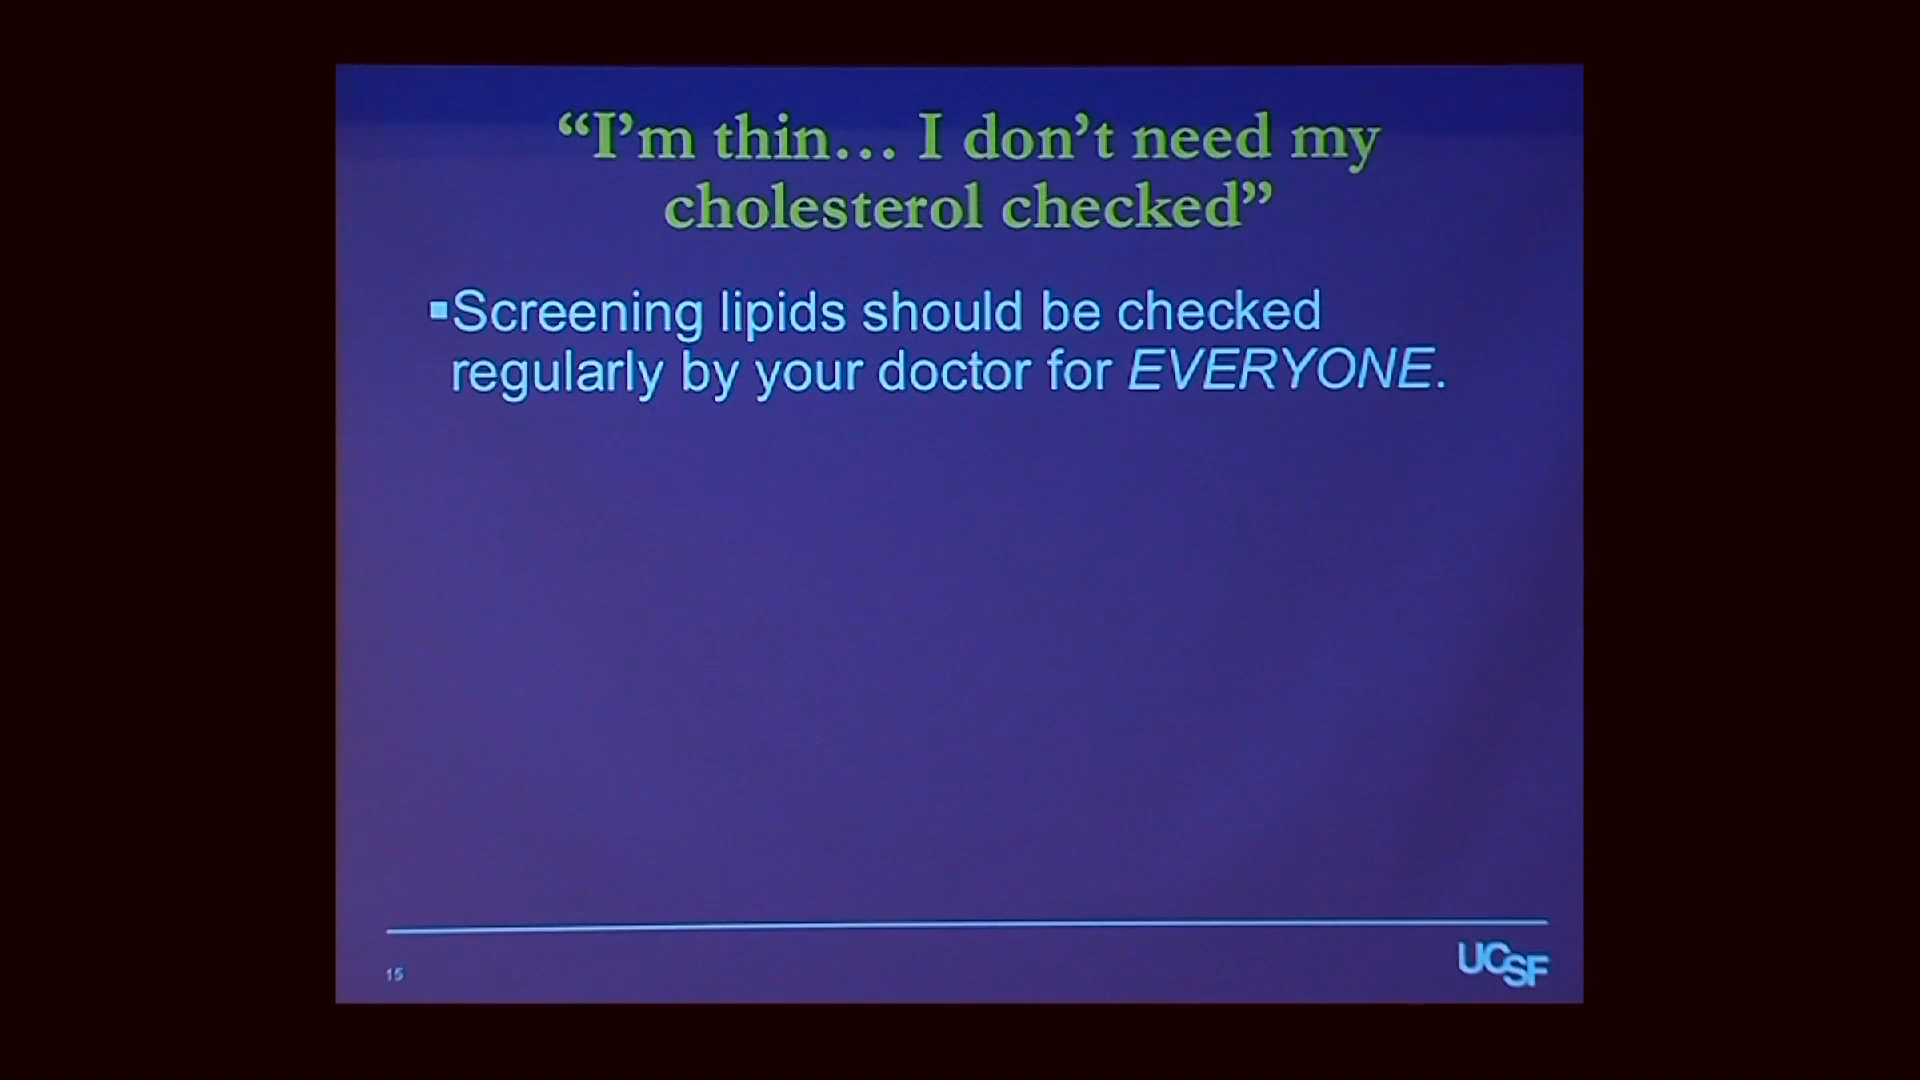 “I’m thin… I don’t need my
cholesterol checked”
▪Screening lipids should be checked
regularly by your doctor for EVERYONE.
15
UCSF